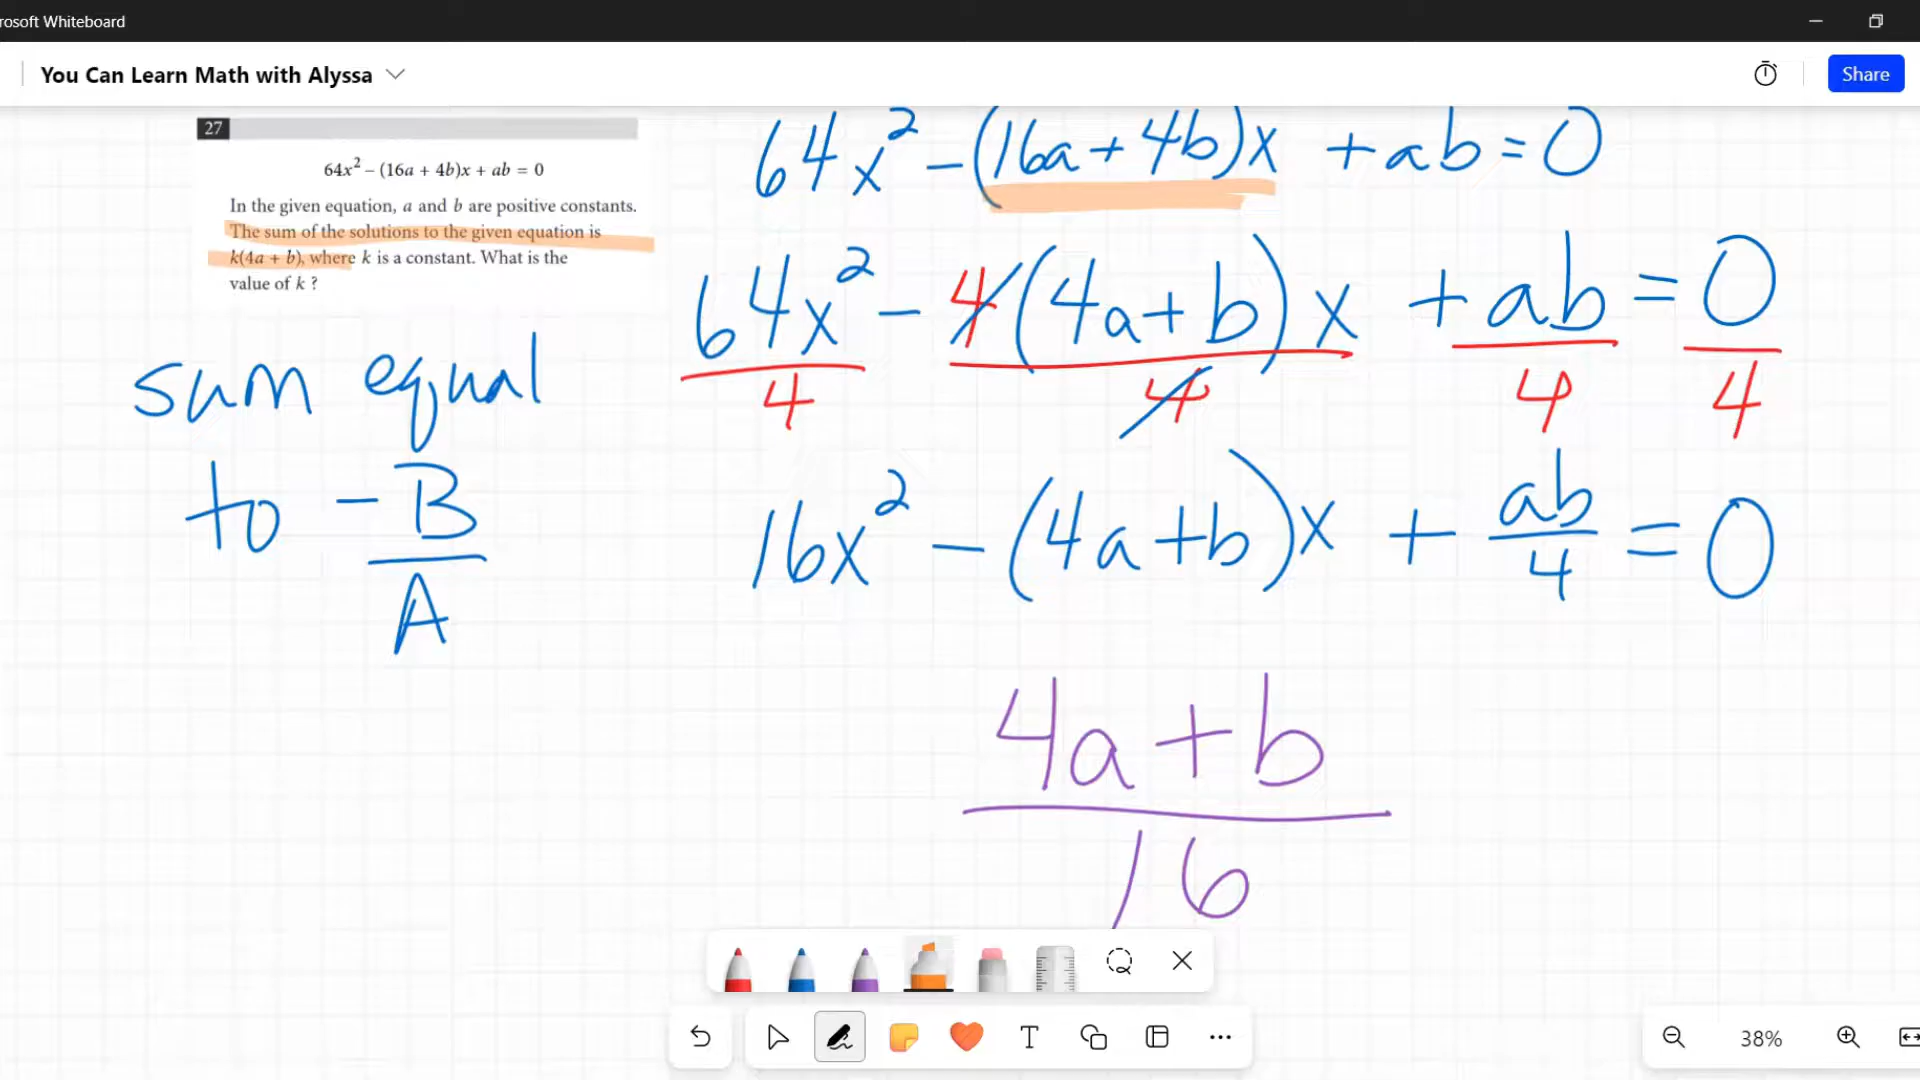 rosoft Whiteboard
You Can Learn Math with Alyssa
Share
27
64x² – (16a + 4b)x + ab = 0
In the given equation, a and b are positive constants.
The sum of the solutions to the given equation is
k(4a + b), where k is a constant. What is the
value of k ?
sum equal
to -B/A
64x² - (16a + 4b)x + ab = 0
64x²/4 - 4(4a+b)x/4 + ab/4 = 0/4
16x² - (4a+b)x + ab/4 = 0
4a+b
16
38%